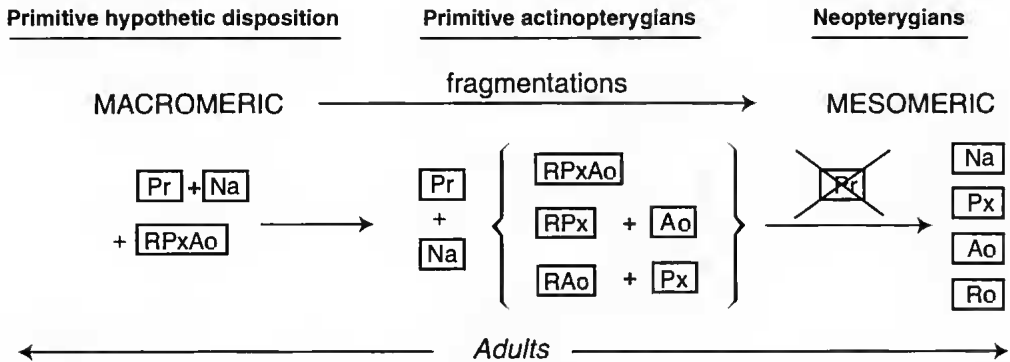 Primitive hypothetic disposition Primitive actinopterygians Neopterygians
fragmentations
MACROMERIC MESOMERIC
Pr + Na
+ RPxAo
Pr
+
Na
RPxAo
RPx + Ao
RAo + Px
Pr
Na
Px
Ao
Ro
Adults